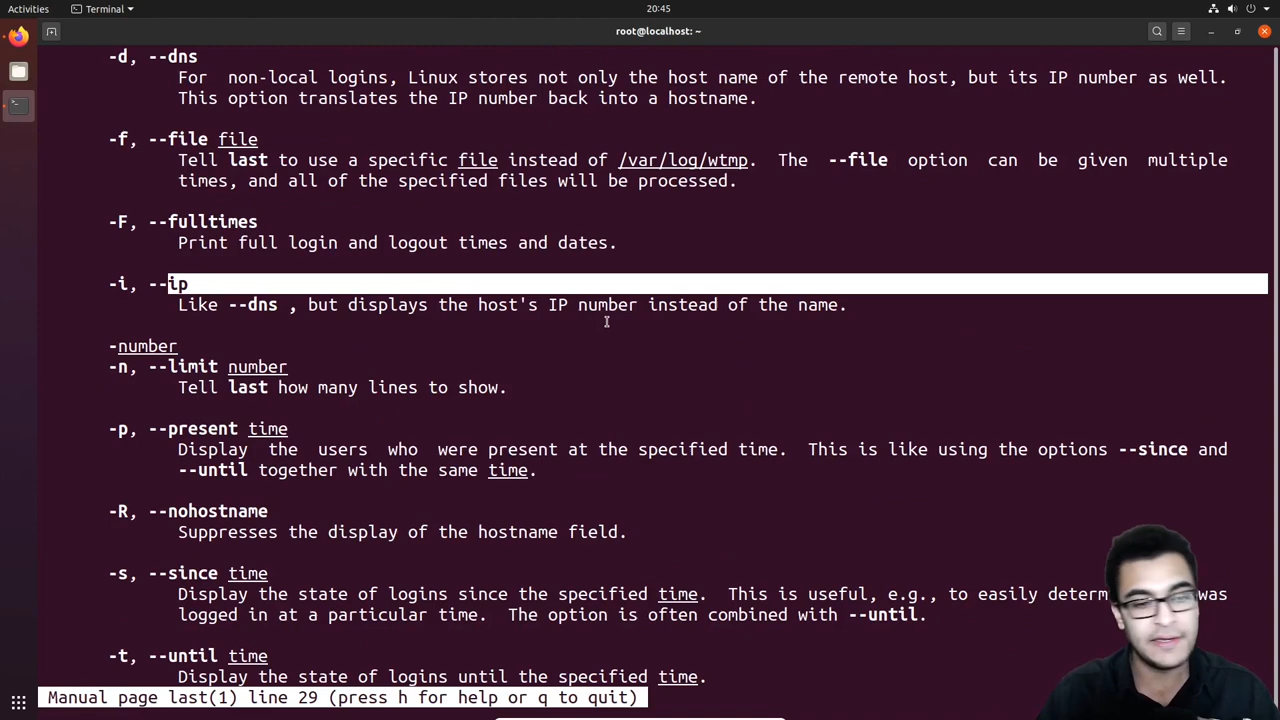 Activities
Terminal
20:45
root@localhost: ~
-d, --dns
For non-local logins, Linux stores not only the host name of the remote host, but its IP number as well.
This option translates the IP number back into a hostname.
-f, --file file
Tell last to use a specific file instead of /var/log/wtmp. The --file option can be given multiple
times, and all of the specified files will be processed.
-F, --fulltimes
Print full login and logout times and dates.
-i, --ip
Like --dns , but displays the host's IP number instead of the name.
-number
-n, --limit number
Tell last how many lines to show.
-p, --present time
Display the users who were present at the specified time. This is like using the options --since and
--until together with the same time.
-R, --nohostname
Suppresses the display of the hostname field.
-s, --since time
Display the state of logins since the specified time. This is useful, e.g., to easily was
logged in at a particular time. The option is often combined with --until.
-t, --until time
Display the state of logins until the specified time.
Manual page last(1) line 29 (press h for help or q to quit)